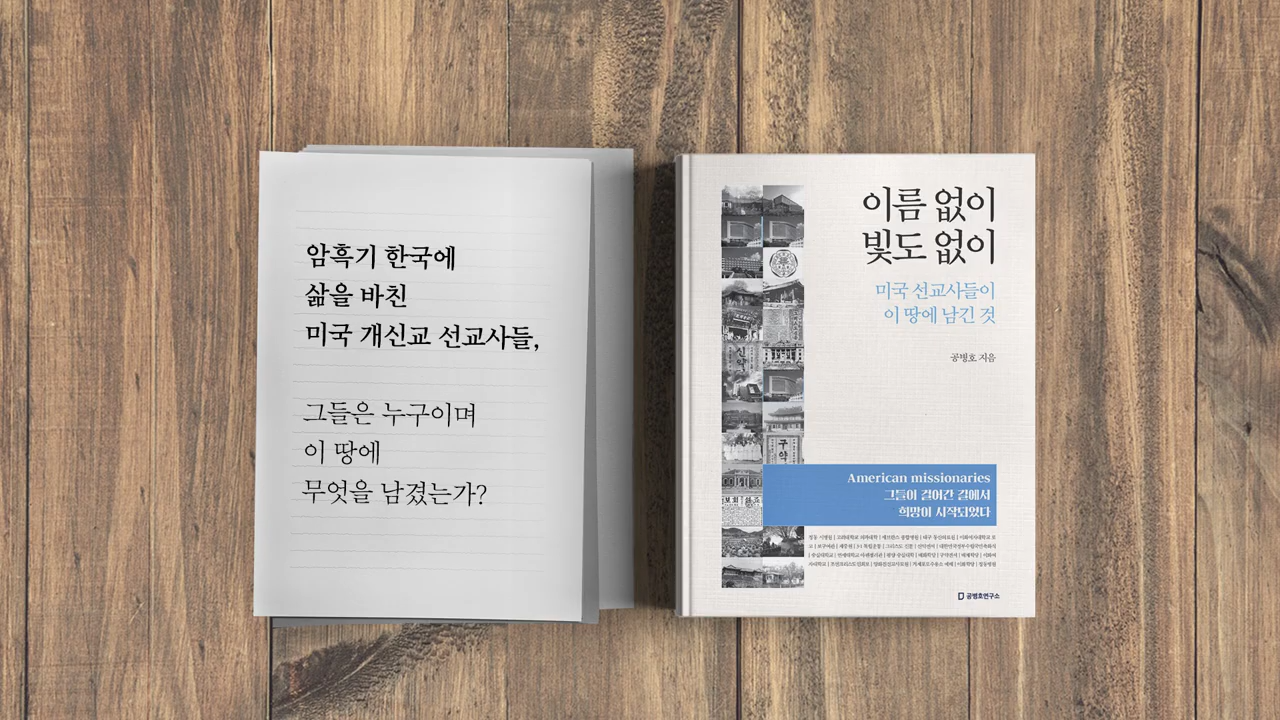 암흑기 한국에
삶을 바친
미국 개신교 선교사들,
그들은 누구이며
이 땅에
무엇을 남겼는가?
이름 없이
빛도 없이
미국 선교사들이
이 땅에 남긴 것
공병호 지음
신약
구약
American missionaries
그들이 걸어간 길에서
희망이 시작되었다
공병호연구소